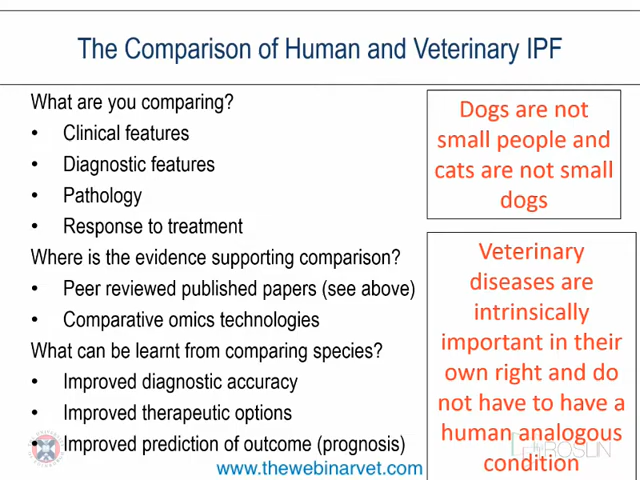 The Comparison of Human and Veterinary IPF
What are you comparing?
• Clinical features
• Diagnostic features
• Pathology
• Response to treatment
Where is the evidence supporting comparison?
• Peer reviewed published papers (see above)
• Comparative omics technologies
What can be learnt from comparing species?
• Improved diagnostic accuracy
• Improved therapeutic options
• Improved prediction of outcome (prognosis)
Dogs are not
small people and
cats are not small
dogs
Veterinary
diseases are
intrinsically
important in their
own right and do
not have to have a
human analogous
condition
ROSLIN
www.thewebinarvet.com